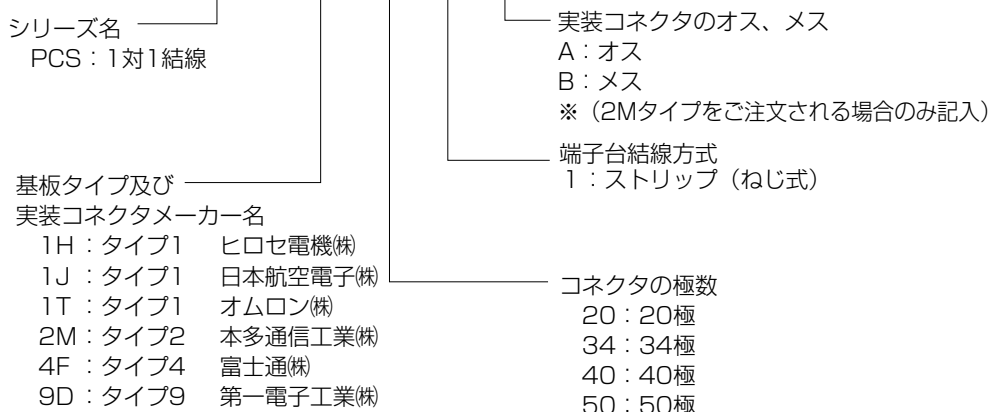 シリーズ名
PCS：1対1結線
基板タイプ及び
実装コネクタメーカー名
1H：タイプ1 ヒロセ電機㈱
1J：タイプ1 日本航空電子㈱
1T：タイプ1 オムロン㈱
2M：タイプ2 本多通信工業㈱
4F：タイプ4 富士通㈱
9D：タイプ9 第一電子工業㈱
実装コネクタのオス、メス
A：オス
B：メス
※（2Mタイプをご注文される場合のみ記入）
端子台結線方式
1：ストリップ（ねじ式）
コネクタの極数
20：20極
34：34極
40：40極
50：50極